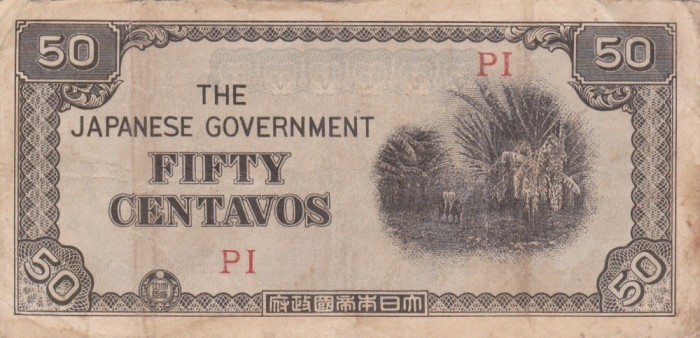 50
50
PI
THE
JAPANESE GOVERNMENT
FIFTY
CENTAVOS
PI
50
50
府政國帝本日大